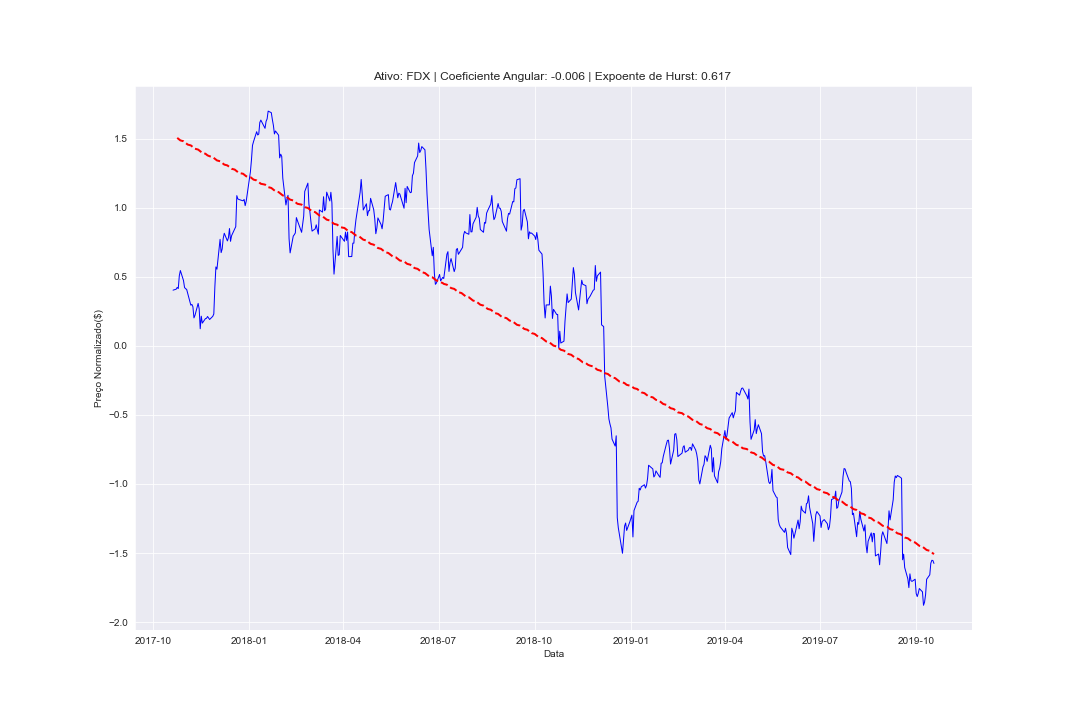 Ativo: FDX | Coeficiente Angular: -0.006 | Expoente de Hurst: 0.617
Preço Normalizado($)
1.5
1.0
0.5
0.0
−0.5
−1.0
−1.5
−2.0
2017-10 2018-01 2018-04 2018-07 2018-10 2019-01 2019-04 2019-07 2019-10
Data